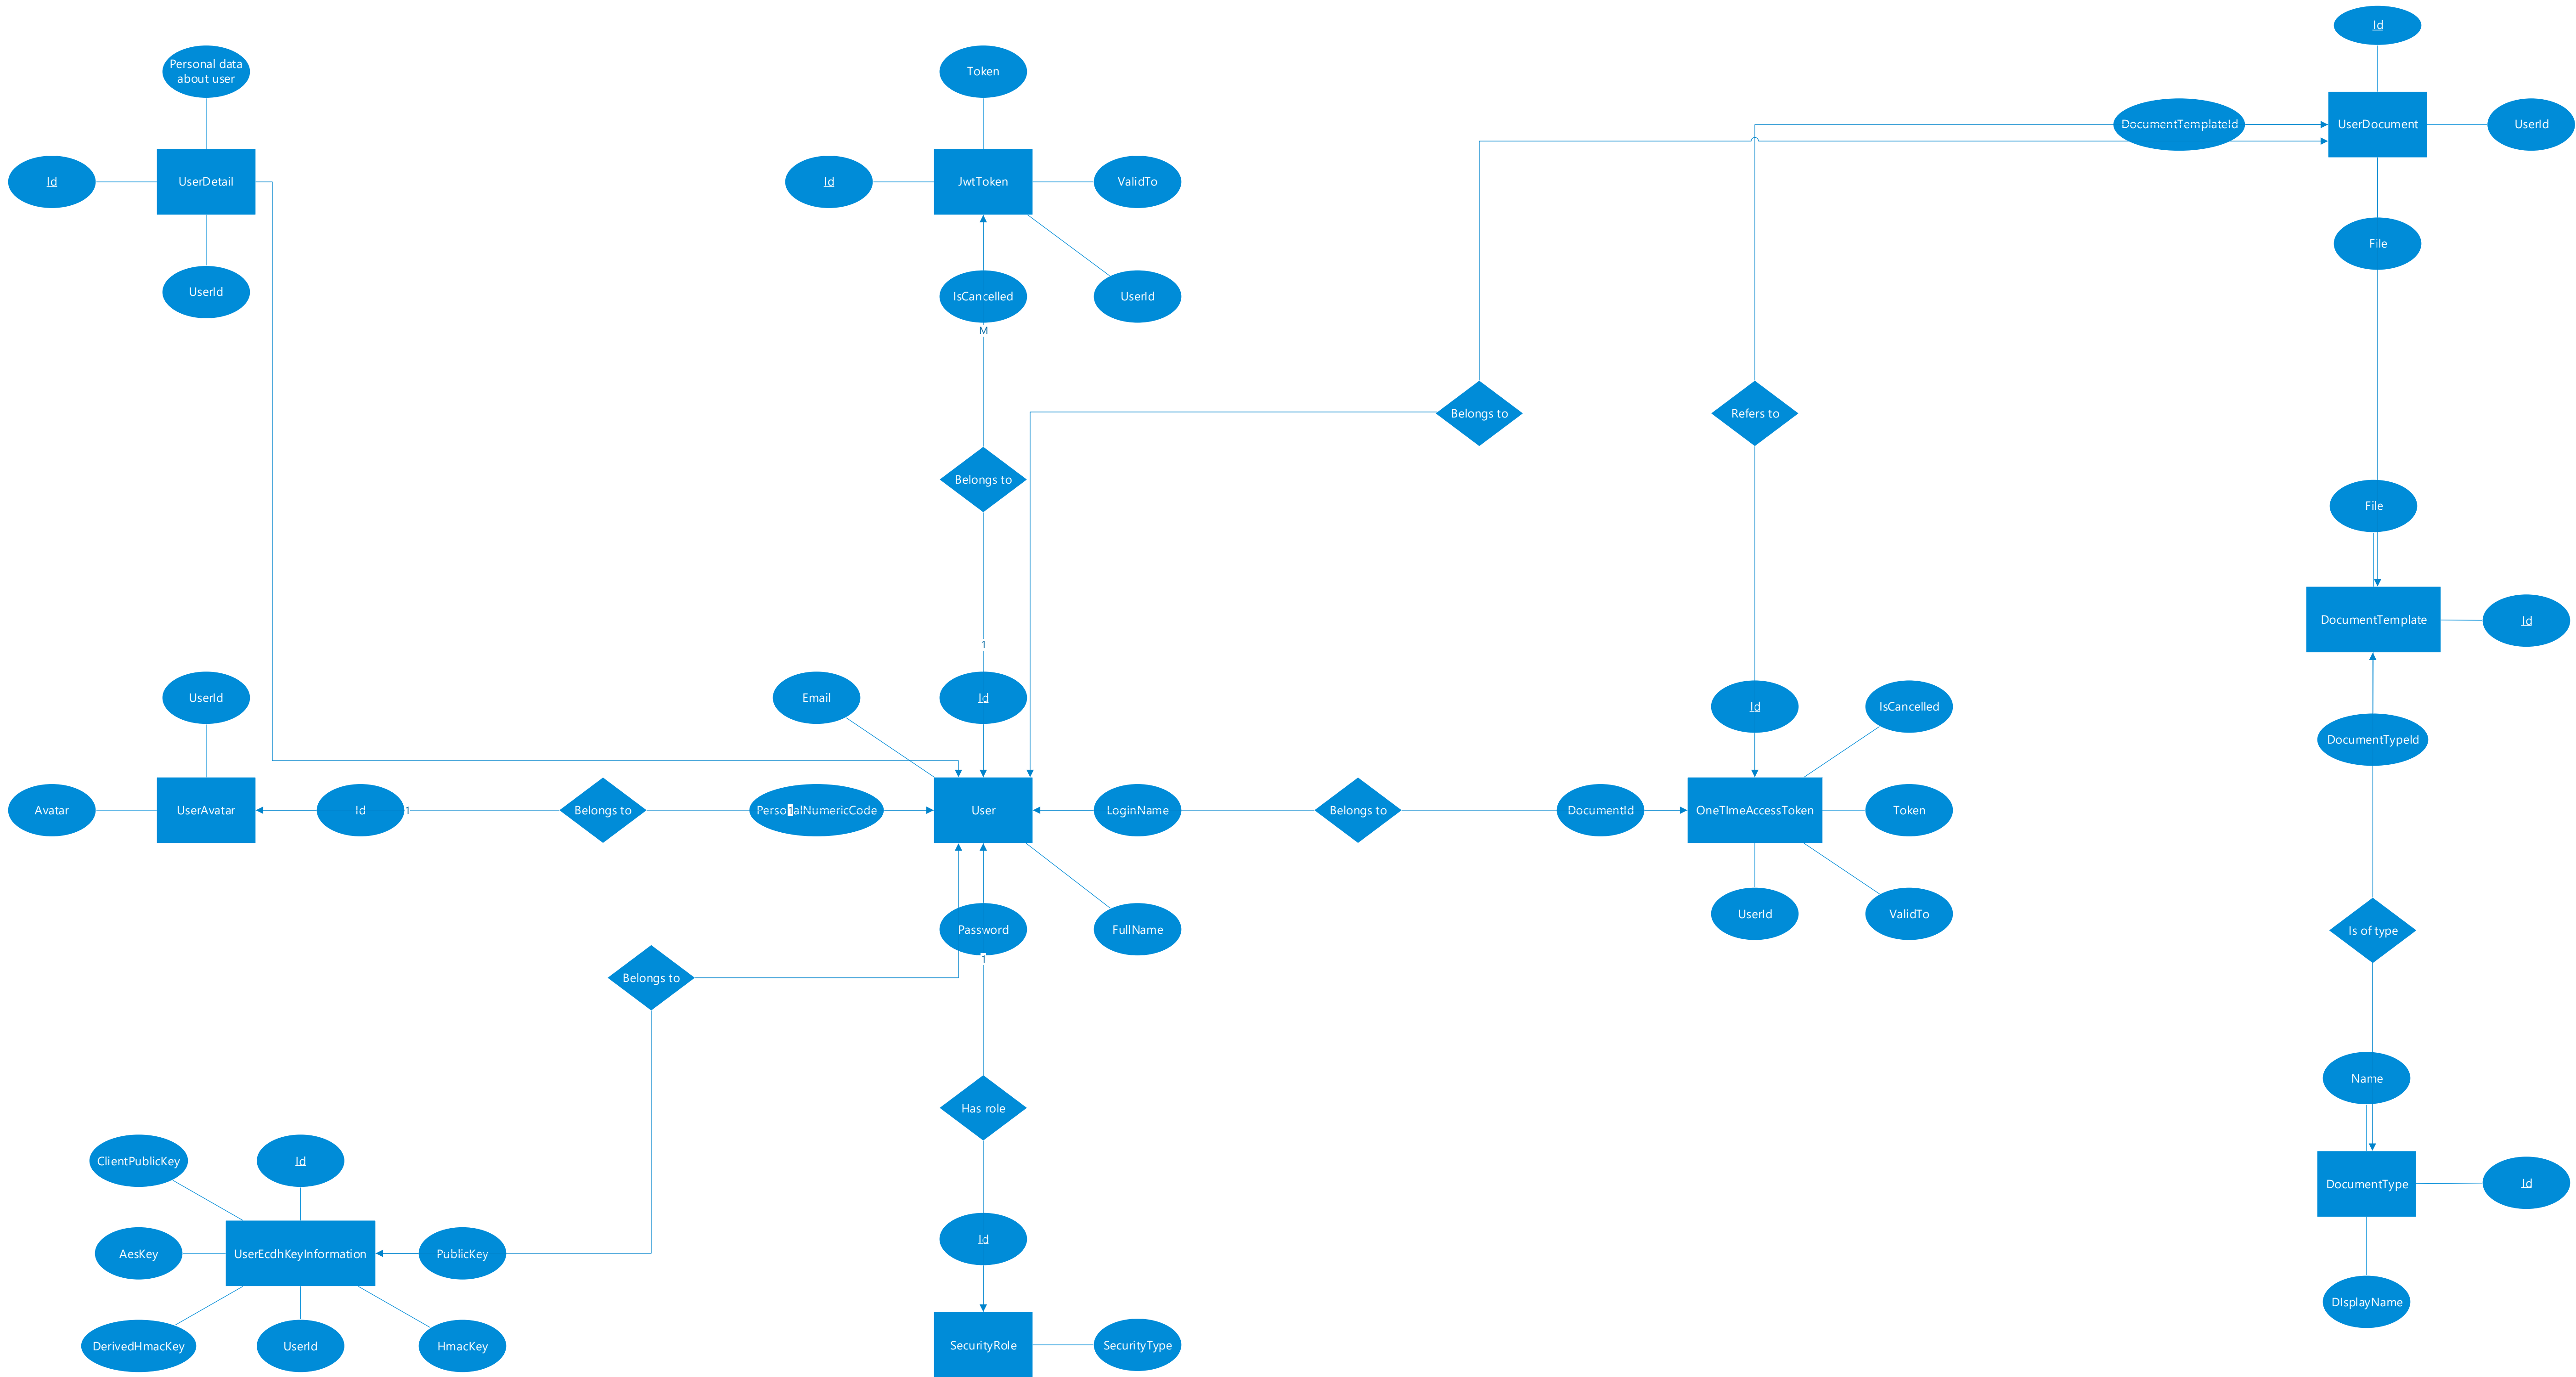 Id
Personal data
about user
Token
DocumentTemplateId
UserDocument
UserId
Id
UserDetail
Id
JwtToken
ValidTo
File
UserId
IsCancelled
UserId
M
Belongs to
Refers to
Belongs to
File
DocumentTemplate
Id
1
UserId
Email
Id
Id
IsCancelled
DocumentTypeId
Avatar
UserAvatar
Id
1
Belongs to
PersonalNumericCode
1
User
LoginName
Belongs to
DocumentId
OneTImeAccessToken
Token
Password
FullName
UserId
ValidTo
Is of type
1
Belongs to
Name
Has role
ClientPublicKey
Id
DocumentType
Id
AesKey
UserEcdhKeyInformation
PublicKey
Id
DIsplayName
DerivedHmacKey
UserId
HmacKey
SecurityRole
SecurityType